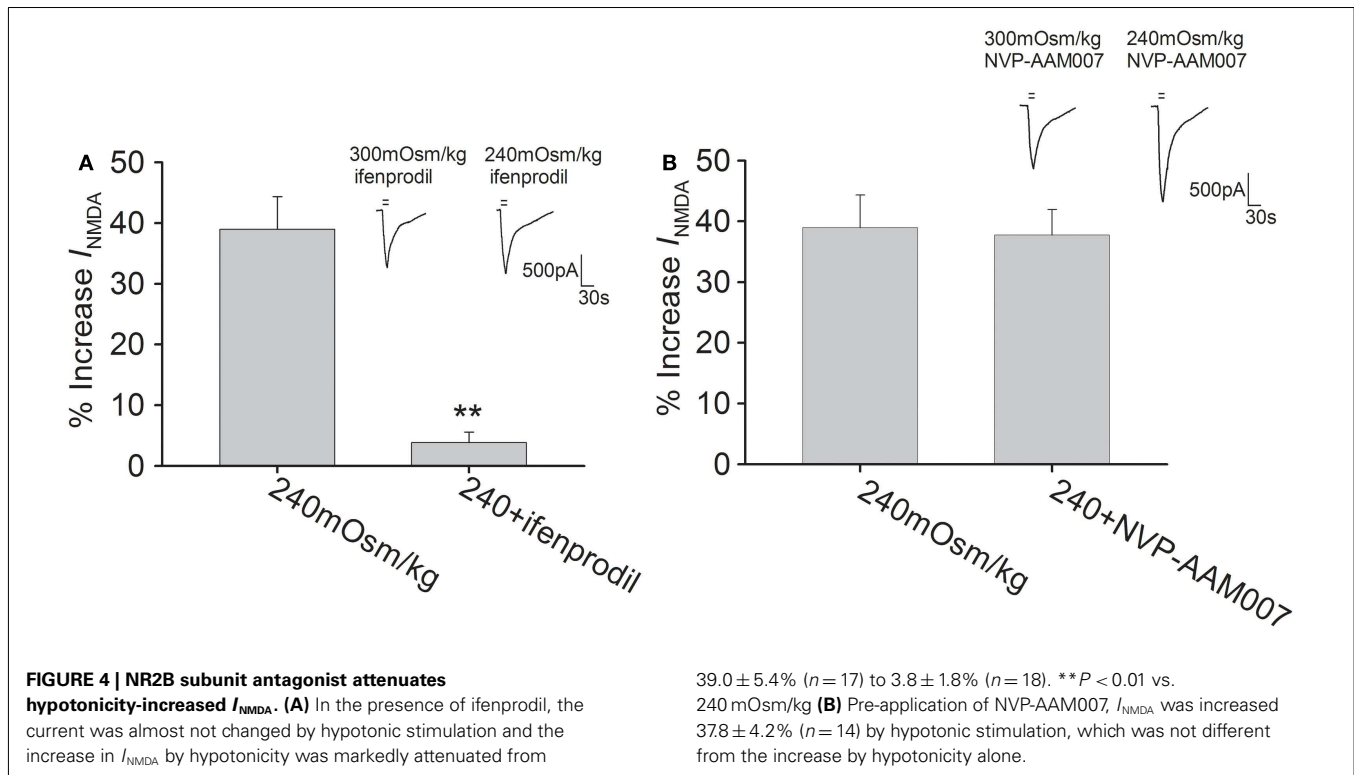 A
% Increase I_NMDA
50
40
30
20
10
0
300mOsm/kg
ifenprodil
240mOsm/kg
ifenprodil
=
=
500pA
30s
**
240mOsm/kg
240+ifenprodil
B
% Increase I_NMDA
50
40
30
20
10
0
300mOsm/kg
NVP-AAM007
240mOsm/kg
NVP-AAM007
=
=
500pA
30s
240mOsm/kg
240+NVP-AAM007
FIGURE 4 | NR2B subunit antagonist attenuates
hypotonicity-increased I_NMDA. (A) In the presence of ifenprodil, the
current was almost not changed by hypotonic stimulation and the
increase in I_NMDA by hypotonicity was markedly attenuated from
39.0 ± 5.4% (n = 17) to 3.8 ± 1.8% (n = 18). **P < 0.01 vs.
240 mOsm/kg (B) Pre-application of NVP-AAM007, I_NMDA was increased
37.8 ± 4.2% (n = 14) by hypotonic stimulation, which was not different
from the increase by hypotonicity alone.